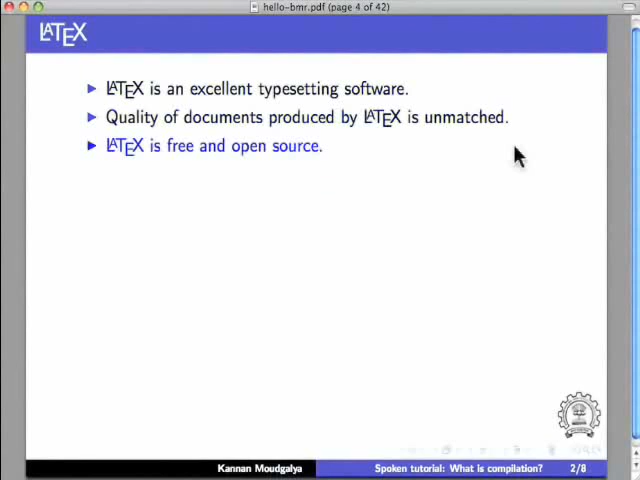 hello-bmr.pdf (page 4 of 42)
LATEX
LATEX is an excellent typesetting software.
Quality of documents produced by LATEX is unmatched.
LATEX is free and open source.
Kannan Moudgalya
Spoken tutorial: What is compilation?
2/8